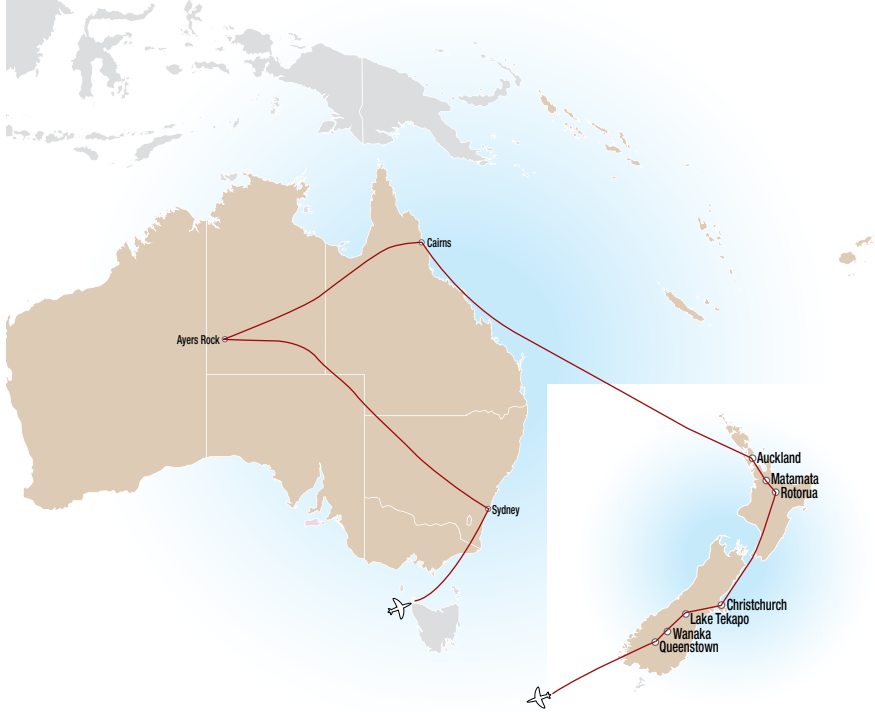 Cairns
Ayers Rock
Auckland
Matamata
Rotorua
Sydney
Christchurch
Lake Tekapo
Wanaka
Queenstown